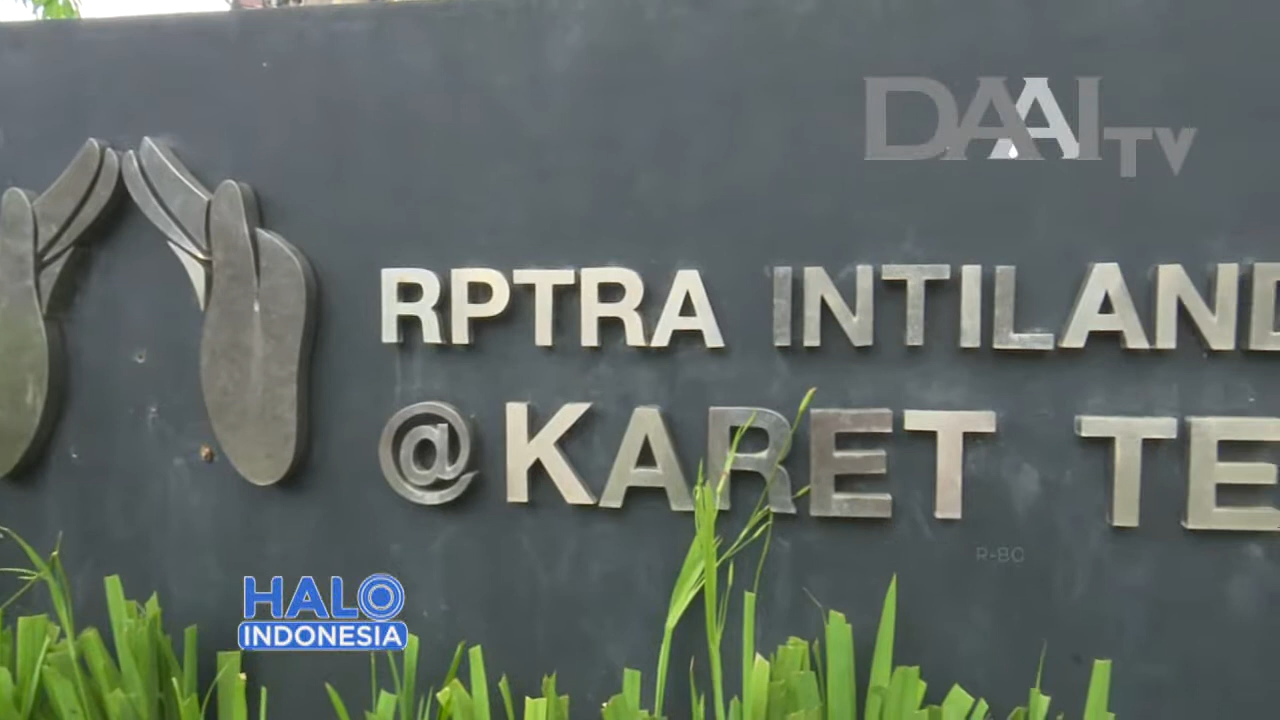 DAAI TV
RPTRA INTILAND
@KARET TE
R-BC
HALO
INDONESIA